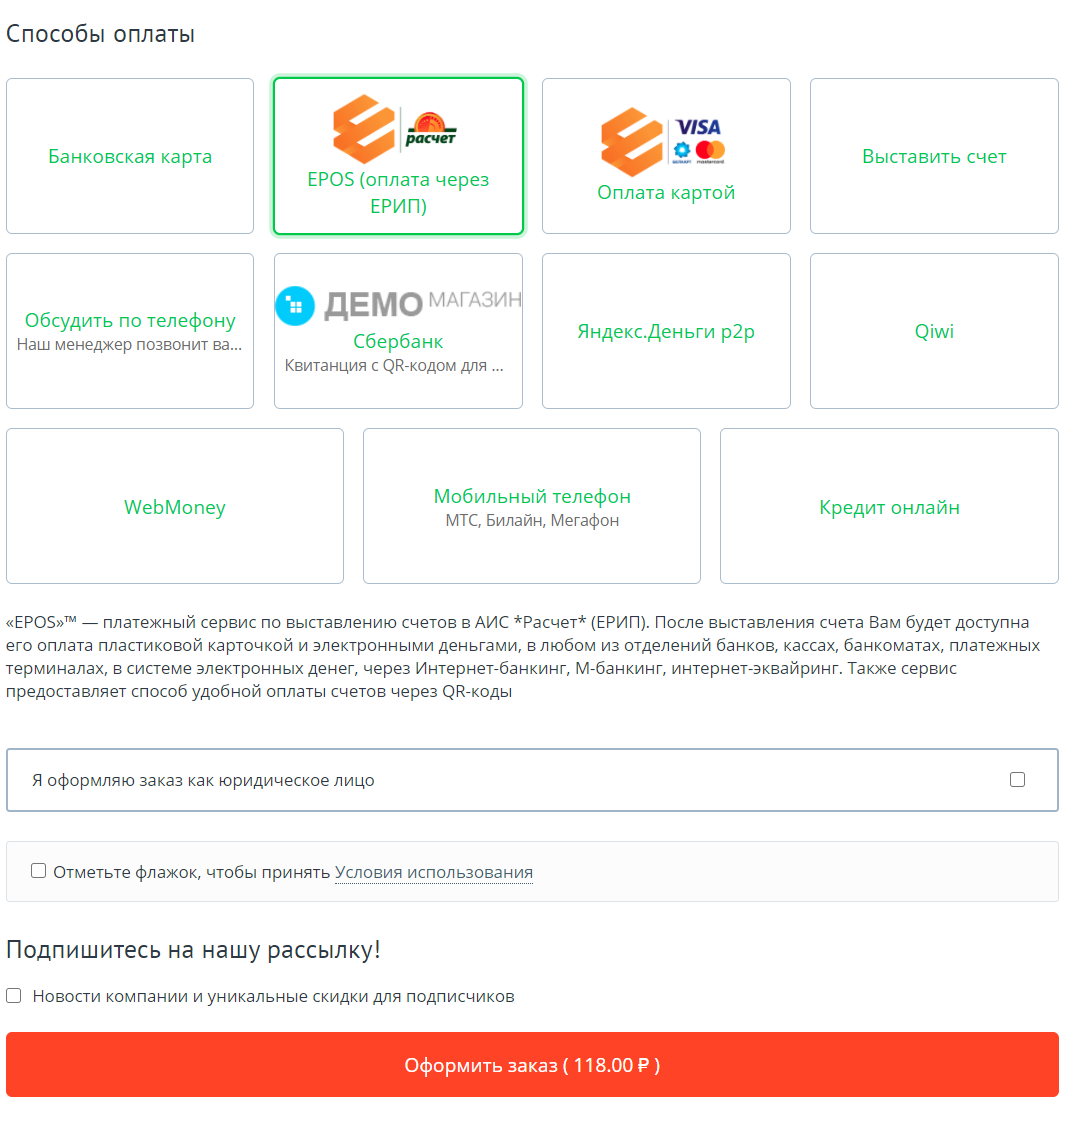 Способы оплаты
Банковская карта
расчет
EPOS (оплата через
ЕРИП)
VISA
БЕЛКАРТ
mastercard
Оплата картой
Выставить счет
Обсудить по телефону
Наш менеджер позвонит ва...
ДЕМО МАГАЗИН
Сбербанк
Квитанция с QR-кодом для ...
Яндекс.Деньги p2p
Qiwi
WebMoney
Мобильный телефон
МТС, Билайн, Мегафон
Кредит онлайн
«EPOS»™ — платежный сервис по выставлению счетов в АИС *Расчет* (ЕРИП). После выставления счета Вам будет доступна
его оплата пластиковой карточкой и электронными деньгами, в любом из отделений банков, кассах, банкоматах, платежных
терминалах, в системе электронных денег, через Интернет-банкинг, М-банкинг, интернет-эквайринг. Также сервис
предоставляет способ удобной оплаты счетов через QR-коды
Я оформляю заказ как юридическое лицо
Отметьте флажок, чтобы принять Условия использования
Подпишитесь на нашу рассылку!
Новости компании и уникальные скидки для подписчиков
Оформить заказ ( 118.00 ₽ )